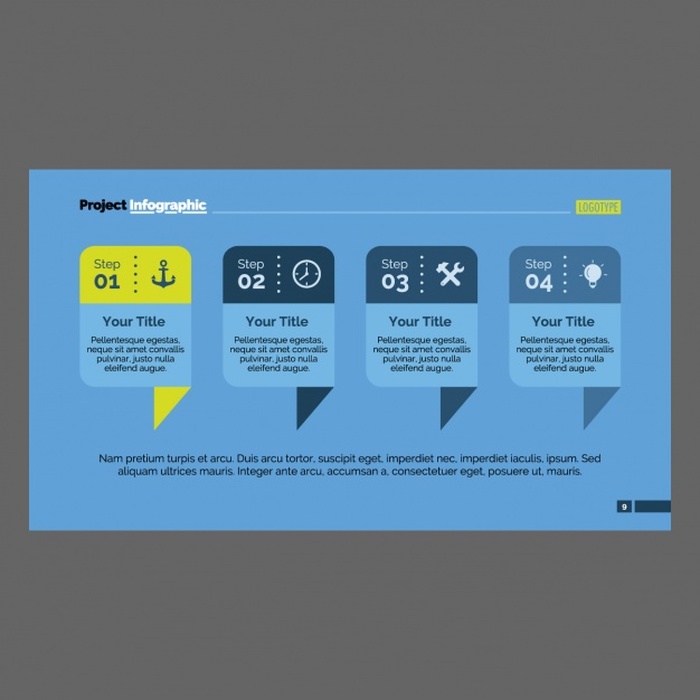 Project Infographic
LOGOTYPE
Step
01
Your Title
Pellentesque egestas,
neque sit amet convallis
pulvinar, justo nulla
eleifend augue.
Step
02
Your Title
Pellentesque egestas,
neque sit amet convallis
pulvinar, justo nulla
eleifend augue.
Step
03
Your Title
Pellentesque egestas,
neque sit amet convallis
pulvinar, justo nulla
eleifend augue.
Step
04
Your Title
Pellentesque egestas,
neque sit amet convallis
pulvinar, justo nulla
eleifend augue.
Nam pretium turpis et arcu. Duis arcu tortor, suscipit eget, imperdiet nec, imperdiet iaculis, ipsum. Sed
aliquam ultrices mauris. Integer ante arcu, accumsan a, consectetuer eget, posuere ut, mauris.
9